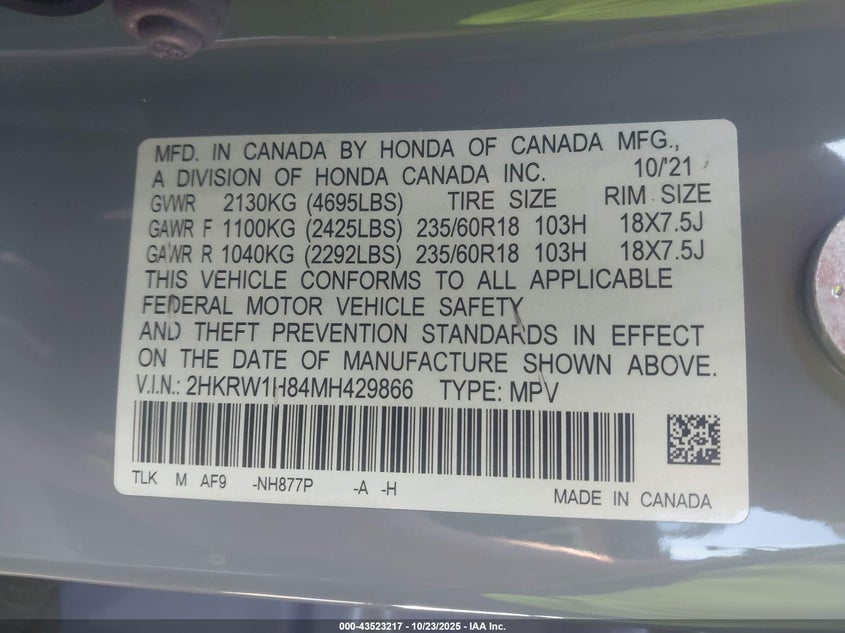 MFD. IN CANADA BY HONDA OF CANADA MFG.,
A DIVISION OF HONDA CANADA INC. 10/'21
GVWR 2130KG (4695LBS) TIRE SIZE RIM SIZE
GAWR F 1100KG (2425LBS) 235/60R18 103H 18X7.5J
GAWR R 1040KG (2292LBS) 235/60R18 103H 18X7.5J
THIS VEHICLE CONFORMS TO ALL APPLICABLE
FEDERAL MOTOR VEHICLE SAFETY
AND THEFT PREVENTION STANDARDS IN EFFECT
ON THE DATE OF MANUFACTURE SHOWN ABOVE.
V.I.N.: 2HKRW1H84MH429866 TYPE: MPV
TLK M AF9 -NH877P -A -H
MADE IN CANADA
000-43523217 - 10/23/2025 - IAA Inc.